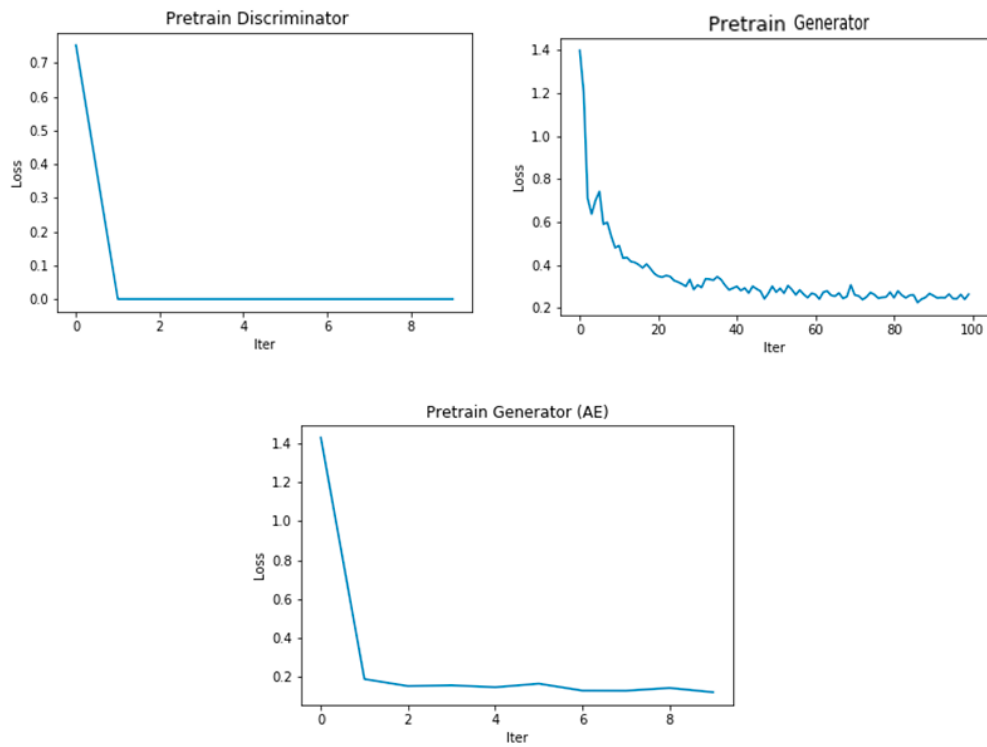 Pretrain Discriminator
0.7
0.6
0.5
0.4
0.3
0.2
0.1
0.0
Loss
0 2 4 6 8
Iter
Pretrain Generator
1.4
1.2
1.0
0.8
0.6
0.4
0.2
Loss
0 20 40 60 80 100
Iter
Pretrain Generator (AE)
1.4
1.2
1.0
0.8
0.6
0.4
0.2
Loss
0 2 4 6 8
Iter